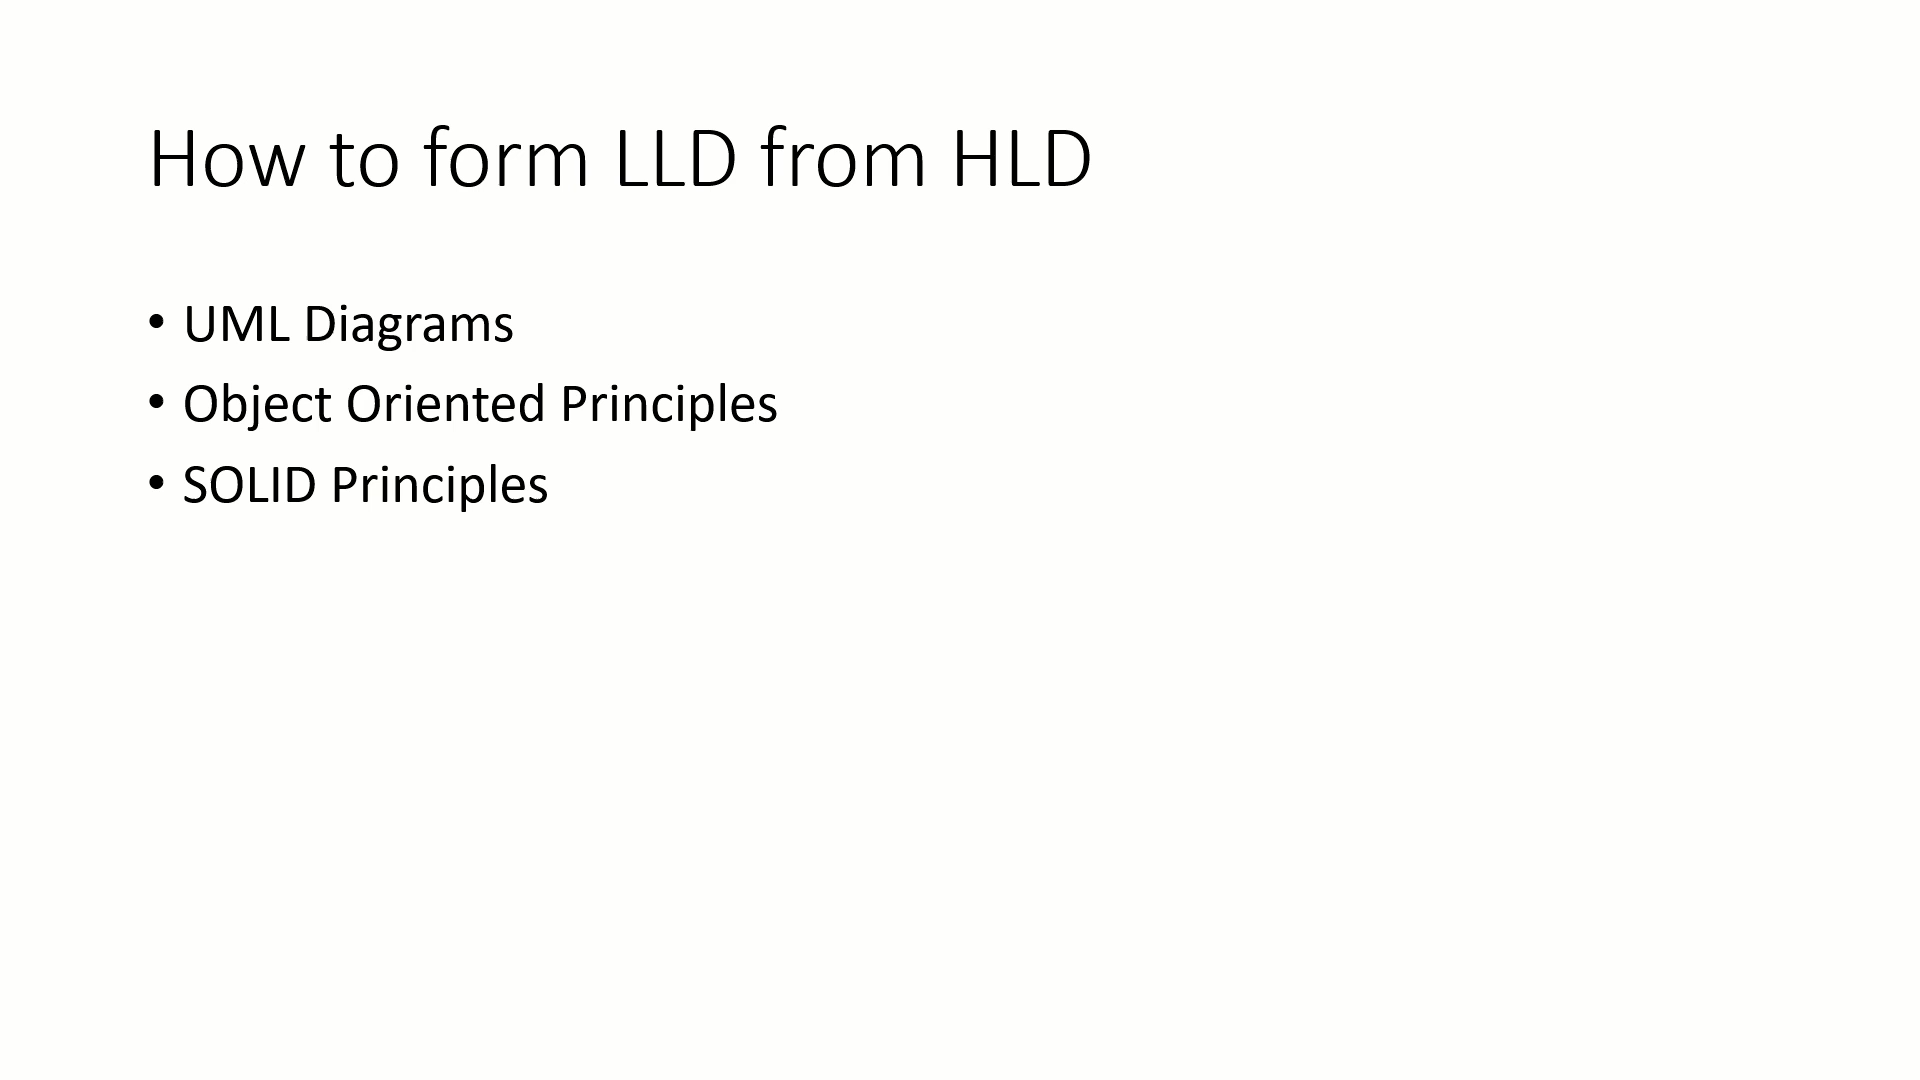 How to form LLD from HLD
• UML Diagrams
• Object Oriented Principles
• SOLID Principles